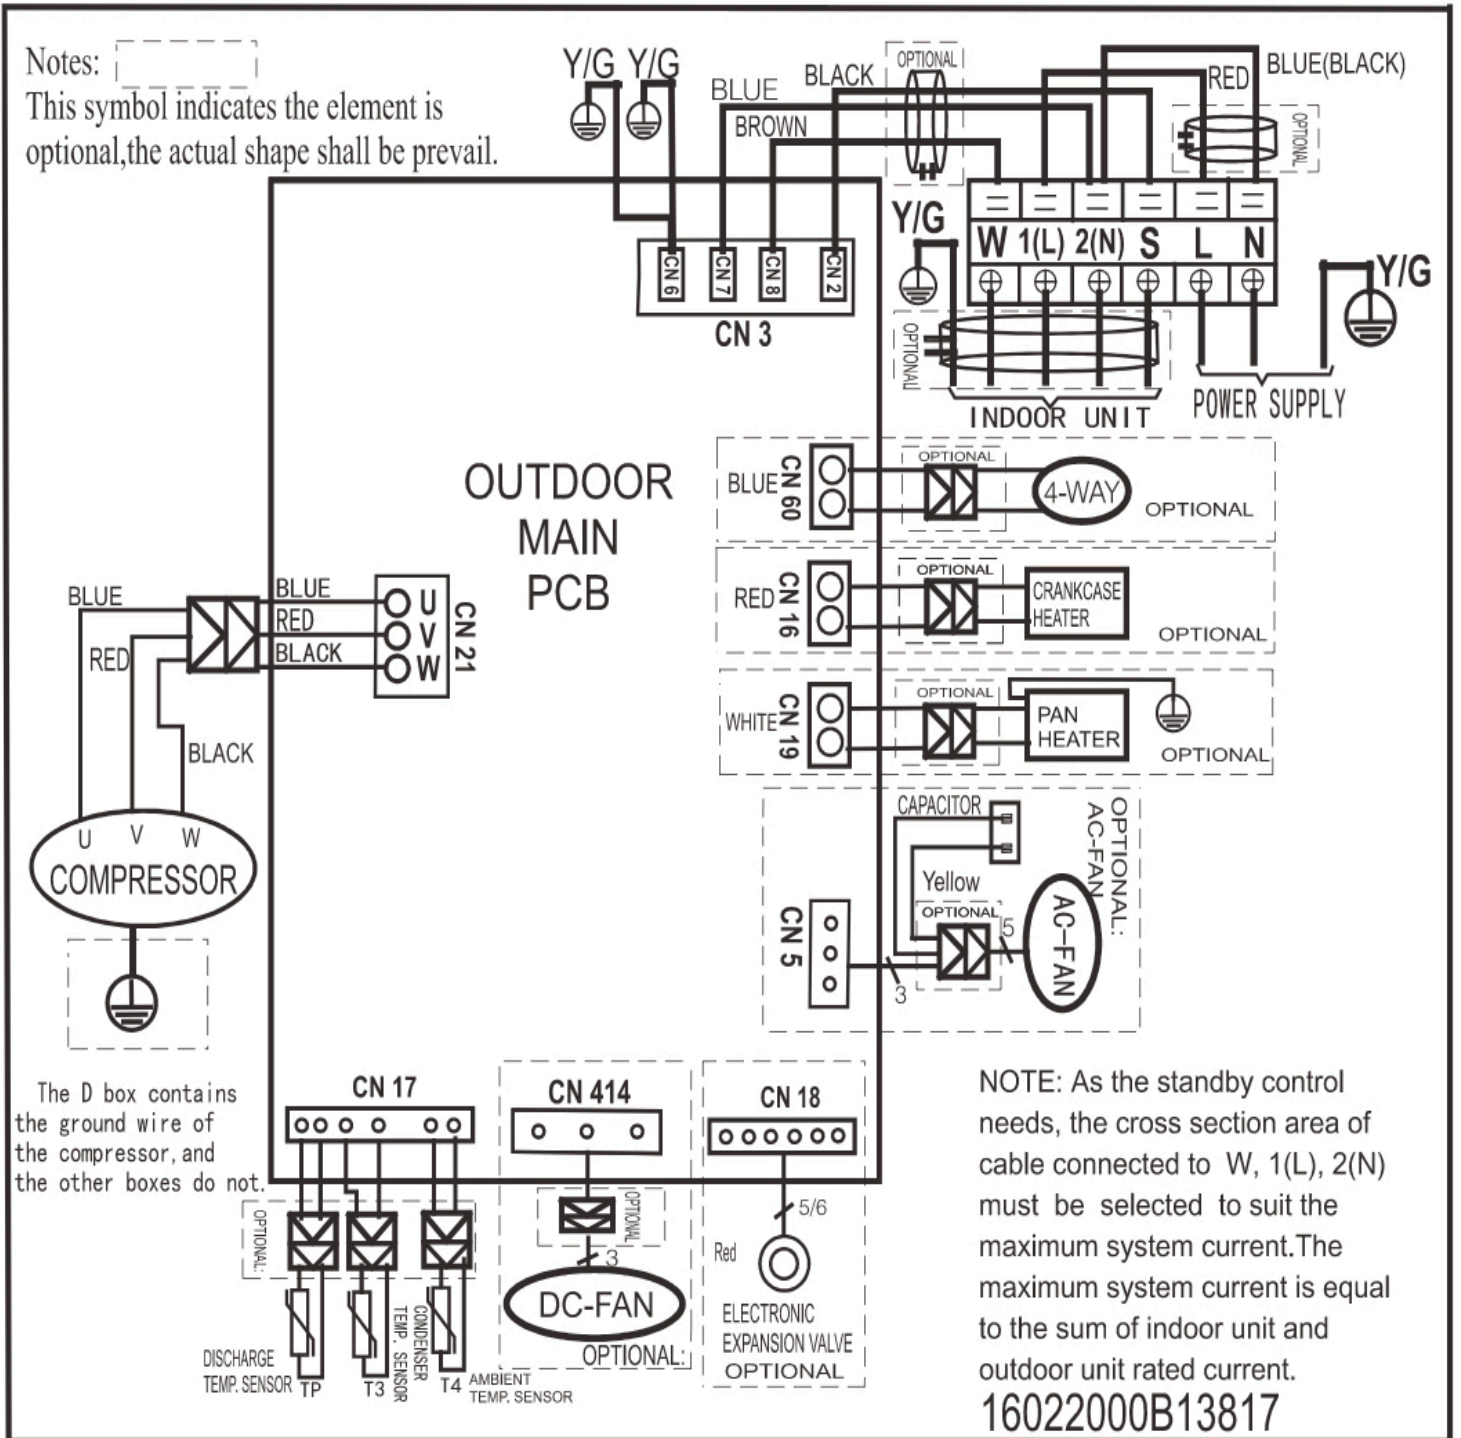 Notes:
This symbol indicates the element is
optional,the actual shape shall be prevail.
Y/G Y/G
BLUE
BLACK
BROWN
OPTIONAL
RED
BLUE(BLACK)
OPTIONAL
Y/G
W 1(L) 2(N) S L N
Y/G
OPTIONAL
INDOOR UNIT
POWER SUPPLY
CN 6
CN 7
CN 8
CN 2
CN 3
OUTDOOR
MAIN
PCB
BLUE
CN 60
OPTIONAL
4-WAY
OPTIONAL
RED
CN 16
OPTIONAL
CRANKCASE
HEATER
OPTIONAL
WHITE
CN 19
OPTIONAL
PAN
HEATER
OPTIONAL
BLUE
RED
BLACK
BLUE
RED
BLACK
U
V
W
CN 21
U V W
COMPRESSOR
The D box contains
the ground wire of
the compressor,and
the other boxes do not.
CAPACITOR
Yellow
OPTIONAL
CN 5
3
5
AC-FAN
OPTIONAL:
AC-FAN
CN 17
OPTIONAL:
DISCHARGE
TEMP. SENSOR
TP
T3
CONDENSER
TEMP. SENSOR
T4
AMBIENT
TEMP. SENSOR
CN 414
OPTIONAL
3
DC-FAN
OPTIONAL:
CN 18
5/6
Red
ELECTRONIC
EXPANSION VALVE
OPTIONAL
NOTE: As the standby control
needs, the cross section area of
cable connected to W, 1(L), 2(N)
must be selected to suit the
maximum system current.The
maximum system current is equal
to the sum of indoor unit and
outdoor unit rated current.
16022000B13817